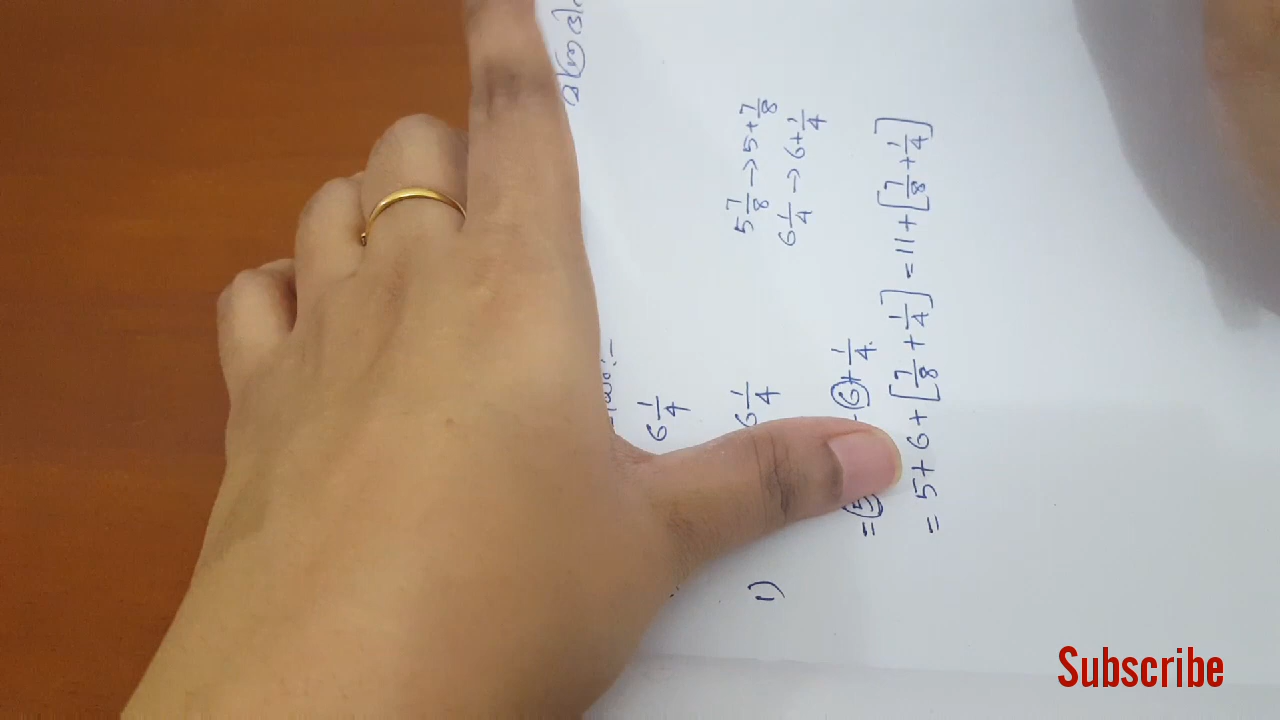 6 1/4
1) 6 1/4
5 7/8 → 5 + 7/8
6 1/4 → 6 + 1/4
= 5 6 + 1/4.
= 5 + 6 + [7/8 + 1/4] = 11 + [7/8 + 1/4]
Subscribe